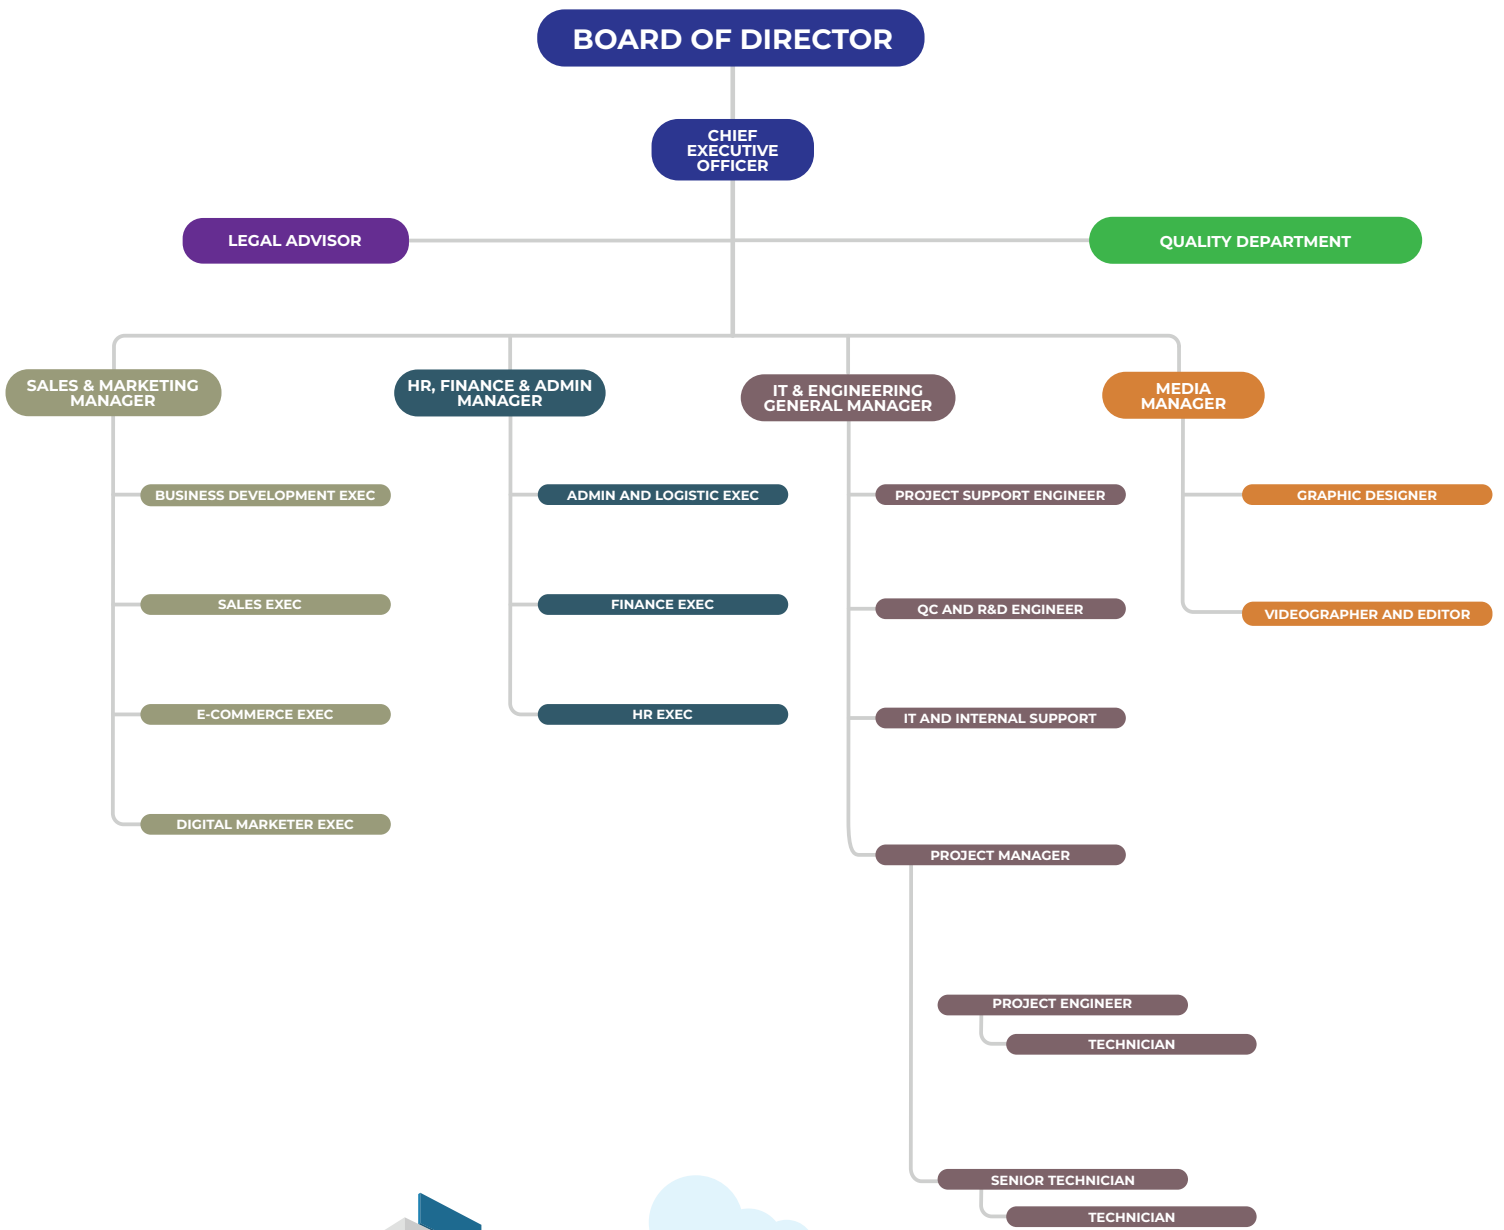 BOARD OF DIRECTOR
CHIEF
EXECUTIVE
OFFICER
LEGAL ADVISOR
QUALITY DEPARTMENT
SALES & MARKETING
MANAGER
HR, FINANCE & ADMIN
MANAGER
IT & ENGINEERING
GENERAL MANAGER
MEDIA
MANAGER
BUSINESS DEVELOPMENT EXEC
SALES EXEC
E-COMMERCE EXEC
DIGITAL MARKETER EXEC
ADMIN AND LOGISTIC EXEC
FINANCE EXEC
HR EXEC
PROJECT SUPPORT ENGINEER
QC AND R&D ENGINEER
IT AND INTERNAL SUPPORT
PROJECT MANAGER
PROJECT ENGINEER
TECHNICIAN
SENIOR TECHNICIAN
TECHNICIAN
GRAPHIC DESIGNER
VIDEOGRAPHER AND EDITOR